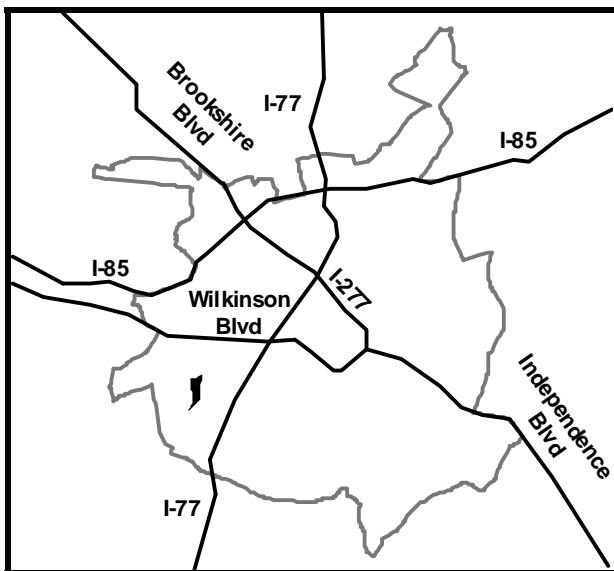 Brookshire
Blvd
I-77
I-85
I-85
I-277
Wilkinson
Blvd
Independence
Blvd
I-77